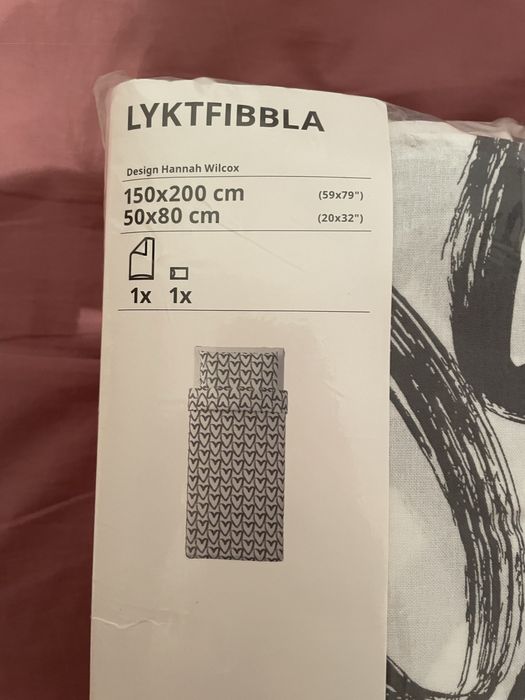 LYKTFIBBLA
Design Hannah Wilcox
150x200 cm (59x79")
50x80 cm (20x32")
1x 1x